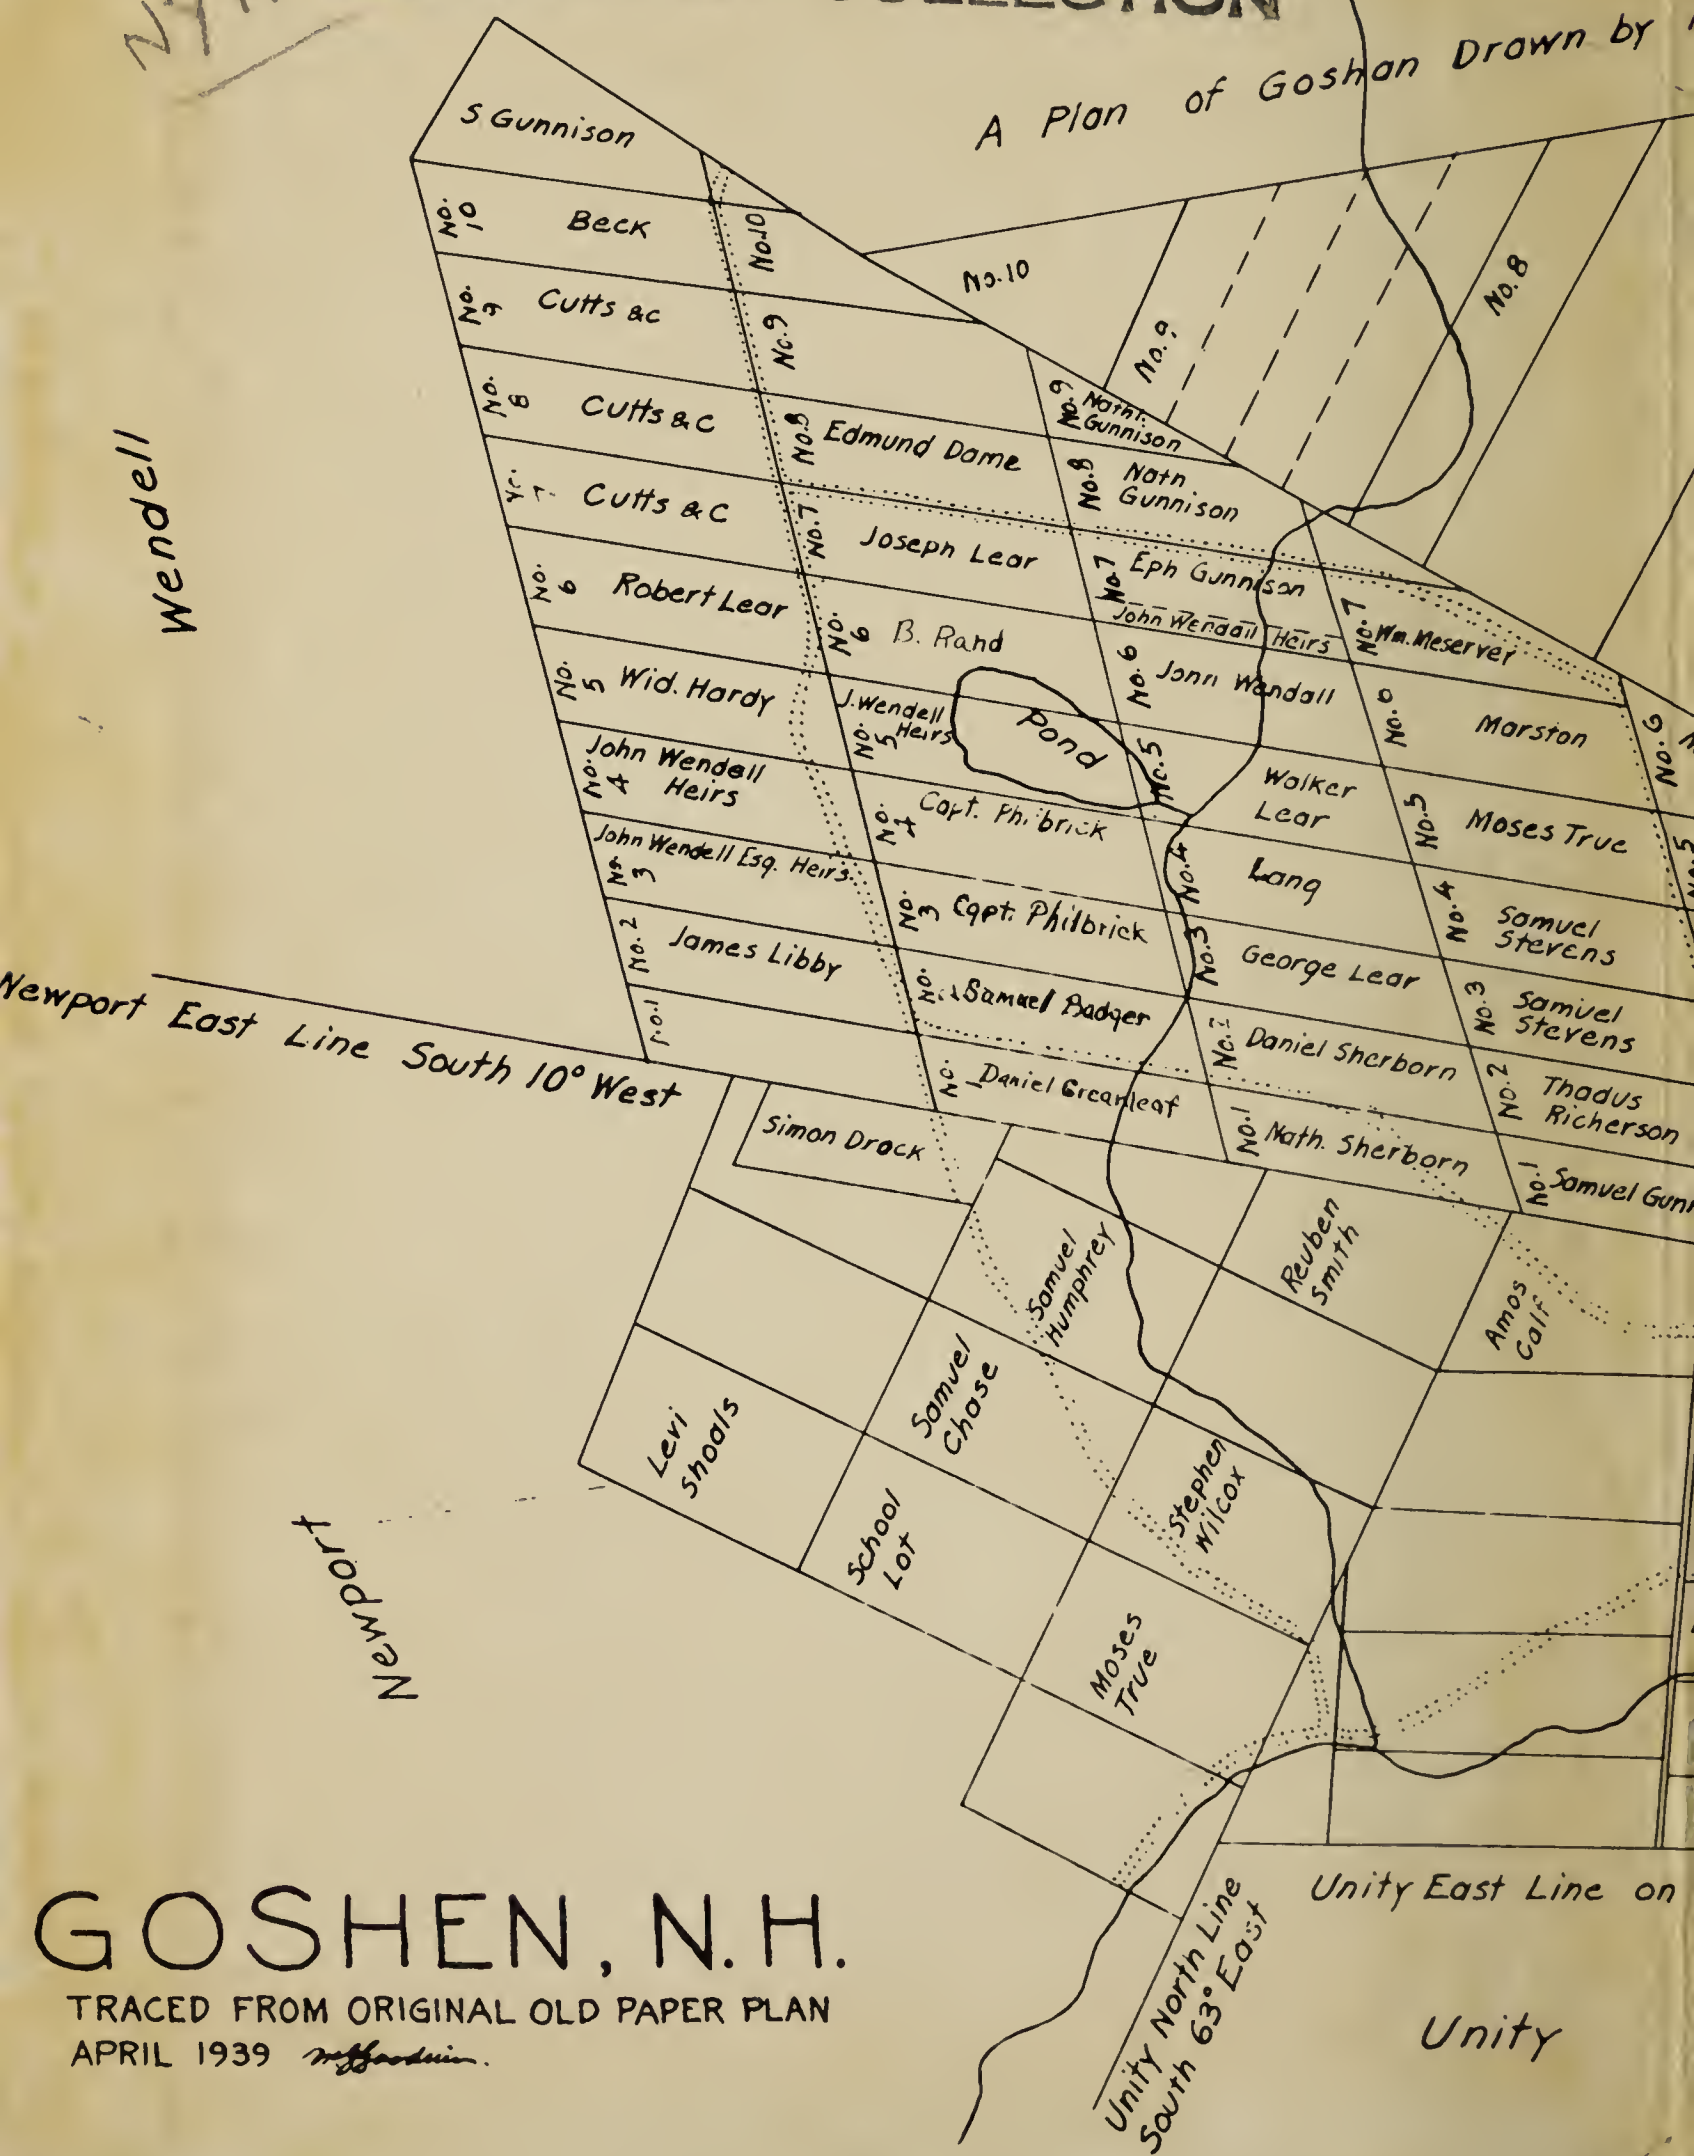 COLLECTION
A Plan of Goshan Drawn by
S Gunnison
No. 10
Beck
No.10
No.10
No. 9
Cutts &c
No.9
No.9
No.8
No. 8
Cutts & C
No.8
Edmund Dame
No.9
Nathl.
Gunnison
No.8
Natn
Gunnison
Cutts & C
No.7
Joseph Lear
No.7
Eph Gunnison
John Wendall Heirs
No.7
Wm. Meserver
No. 6
Robert Lear
No. 6
B. Rand
No. 6
John Wendall
Marston
No. 6
No. 5
Wid. Hardy
J. Wendell
Heirs
No. 5
Pond
No.5
Walker
Lear
No.5
Moses True
5
John Wendell
Heirs
No. 4
No. 4
Capt. Philbrick
No.4
Lang
No.4
Samuel
Stevens
John Wendell Esq. Heirs.
No 3
No. 3
Capt. Philbrick
No.3
George Lear
No.3
Samuel
Stevens
No. 2
James Libby
No.
Samuel Badger
No.2
Daniel Sherborn
No.2
Thadus
Richerson
No.1
No. 1
Daniel Greanleaf
No.1
Nath. Sherborn
No.1
Samuel Gunn
Wendell
Newport East Line South 10° West
Simon Drock
Samuel
Humphrey
Reuben
Smith
Amos
Calf
Levi
Shoals
Samuel
Chase
Stephen
Wilcox
School
Lot
Moses
True
Newport
Unity North Line
South 63° East
Unity East Line on
Unity
GOSHEN, N.H.
TRACED FROM ORIGINAL OLD PAPER PLAN
APRIL 1939